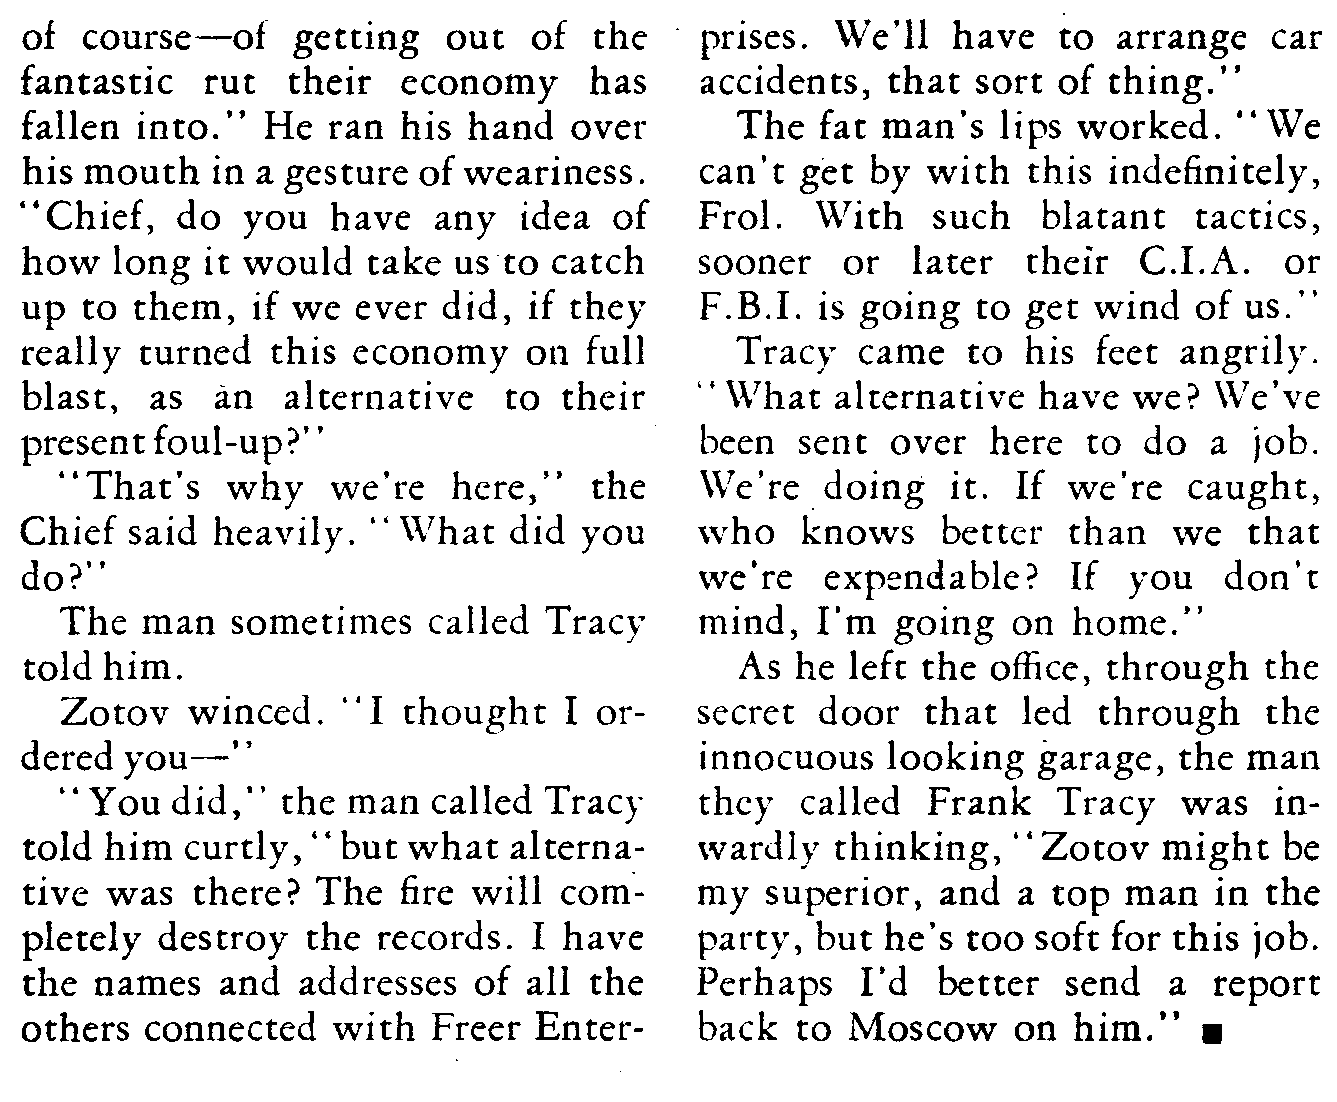 of course—of getting out of the
fantastic rut their economy has
fallen into.” He ran his hand over
his mouth in a gesture of weariness.
“Chief, do you have any idea of
how long it would take us to catch
up to them, if we ever did, if they
really turned this economy on full
blast, as an alternative to their
present foul-up?”
“That's why we're here,” the
Chief said heavily. “What did you
do?”
The man sometimes called Tracy
told him.
Zotov winced. “I thought I or-
dered you—”
“You did,” the man called Tracy
told him curtly, “but what alterna-
tive was there? The fire will com-
pletely destroy the records. I have
the names and addresses of all the
others connected with Freer Enter-
prises. We'll have to arrange car
accidents, that sort of thing.”
The fat man's lips worked. “We
can't get by with this indefinitely,
Frol. With such blatant tactics,
sooner or later their C.I.A. or
F.B.I. is going to get wind of us.”
Tracy came to his feet angrily.
“What alternative have we? We've
been sent over here to do a job.
We're doing it. If we're caught,
who knows better than we that
we're expendable? If you don't
mind, I'm going on home.”
As he left the office, through the
secret door that led through the
innocuous looking garage, the man
they called Frank Tracy was in-
wardly thinking, “Zotov might be
my superior, and a top man in the
party, but he's too soft for this job.
Perhaps I'd better send a report
back to Moscow on him.” ■